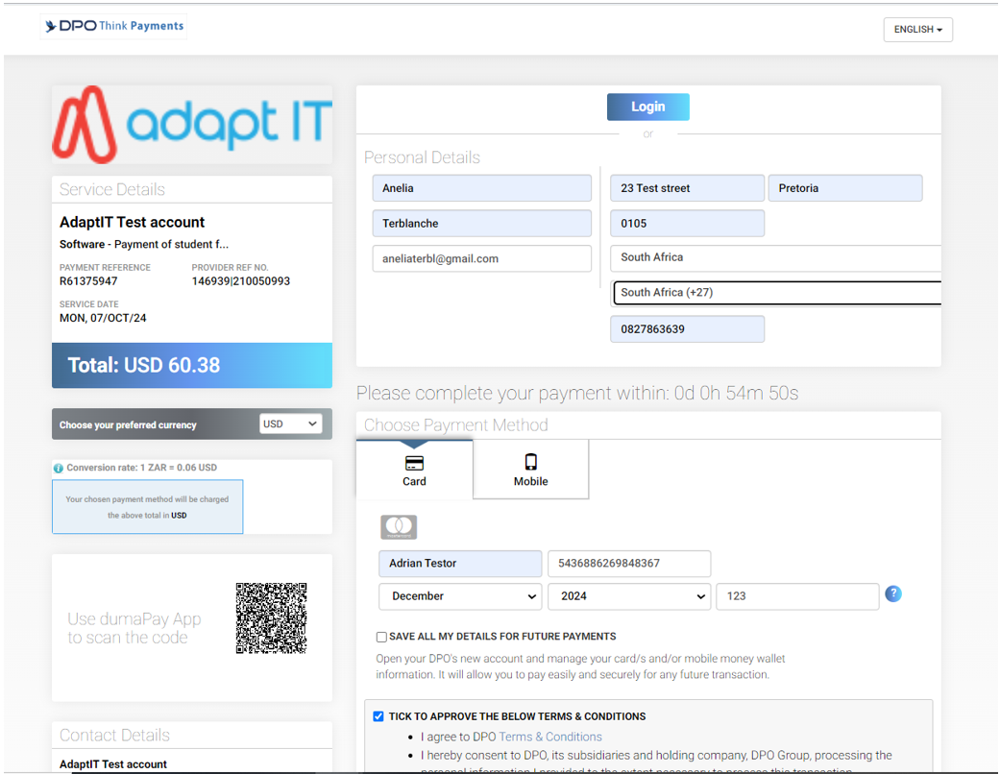 DPO Think Payments
ENGLISH
adapt IT
Service Details
AdaptIT Test account
Software - Payment of student f...
PAYMENT REFERENCE PROVIDER REF NO.
R61375947 146939|210050993
SERVICE DATE
MON, 07/OCT/24
Total: USD 60.38
Choose your preferred currency USD
Conversion rate: 1 ZAR = 0.06 USD
Your chosen payment method will be charged
the above total in USD
Use dumaPay App
to scan the code
Contact Details
AdaptIT Test account
Login
or
Personal Details
Anelia
Terblanche
aneliaterbl@gmail.com
23 Test street Pretoria
0105
South Africa
South Africa (+27)
0827863639
Please complete your payment within: 0d 0h 54m 50s
Choose Payment Method
Card Mobile
Adrian Testor 5436886269848367
December 2024 123 ?
SAVE ALL MY DETAILS FOR FUTURE PAYMENTS
Open your DPO's new account and manage your card/s and/or mobile money wallet
information. It will allow you to pay easily and securely for any future transaction.
TICK TO APPROVE THE BELOW TERMS & CONDITIONS
I agree to DPO Terms & Conditions
I hereby consent to DPO, its subsidiaries and holding company, DPO Group, processing the
personal information I provided to the extent necessary to process this transaction